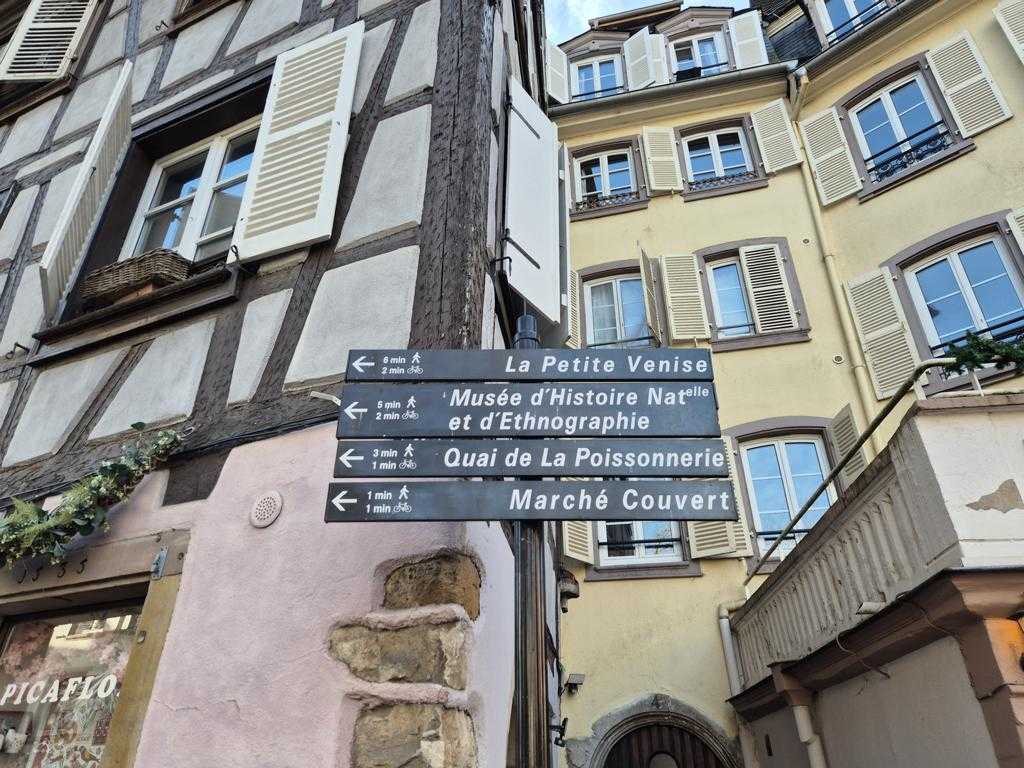 6 min
2 min
La Petite Venise
5 min
2 min
Musée d'Histoire Natelle
et d'Ethnographie
3 min
1 min
Quai de La Poissonnerie
1 min
1 min
Marché Couvert
PICAFLO
4